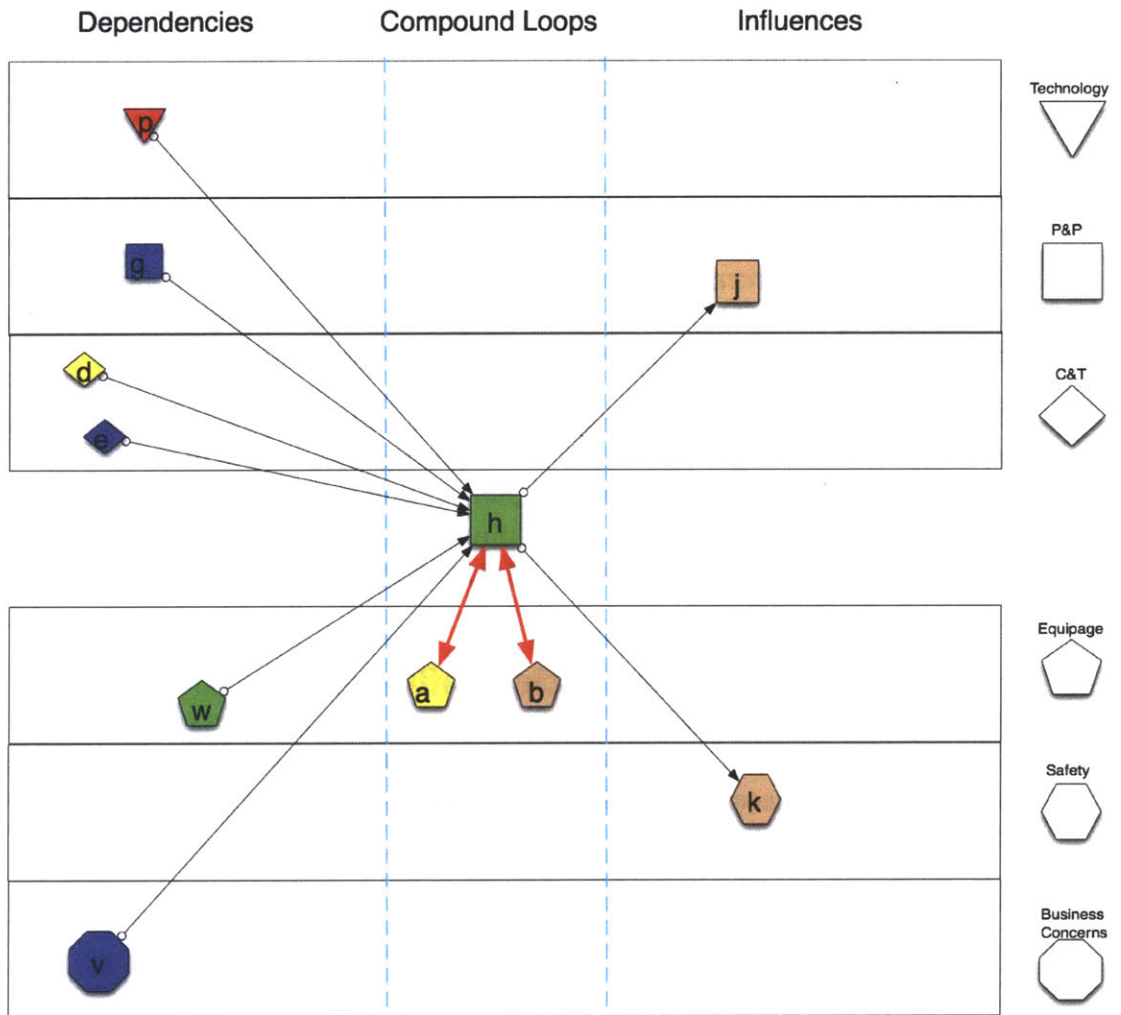 Dependencies
Compound Loops
Influences
Technology
p
P&P
g
j
d
C&T
e
h
Equipage
a
b
w
Safety
k
Business
Concerns
v